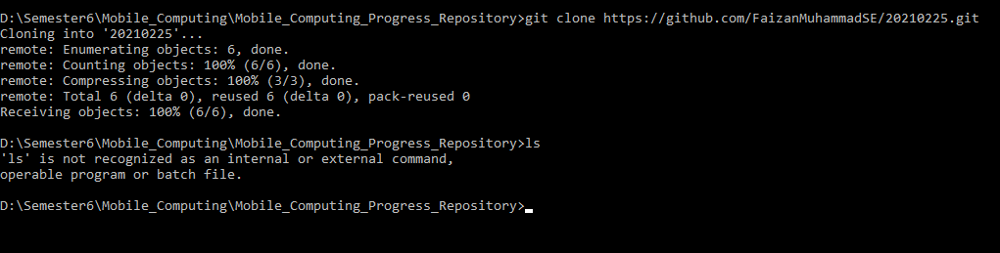 D:\Semester6\Mobile_Computing\Mobile_Computing_Progress_Repository>git clone https://github.com/FaizanMuhammadSE/20210225.git
Cloning into '20210225'...
remote: Enumerating objects: 6, done.
remote: Counting objects: 100% (6/6), done.
remote: Compressing objects: 100% (3/3), done.
remote: Total 6 (delta 0), reused 6 (delta 0), pack-reused 0
Receiving objects: 100% (6/6), done.
D:\Semester6\Mobile_Computing\Mobile_Computing_Progress_Repository>ls
'ls' is not recognized as an internal or external command,
operable program or batch file.
D:\Semester6\Mobile_Computing\Mobile_Computing_Progress_Repository>